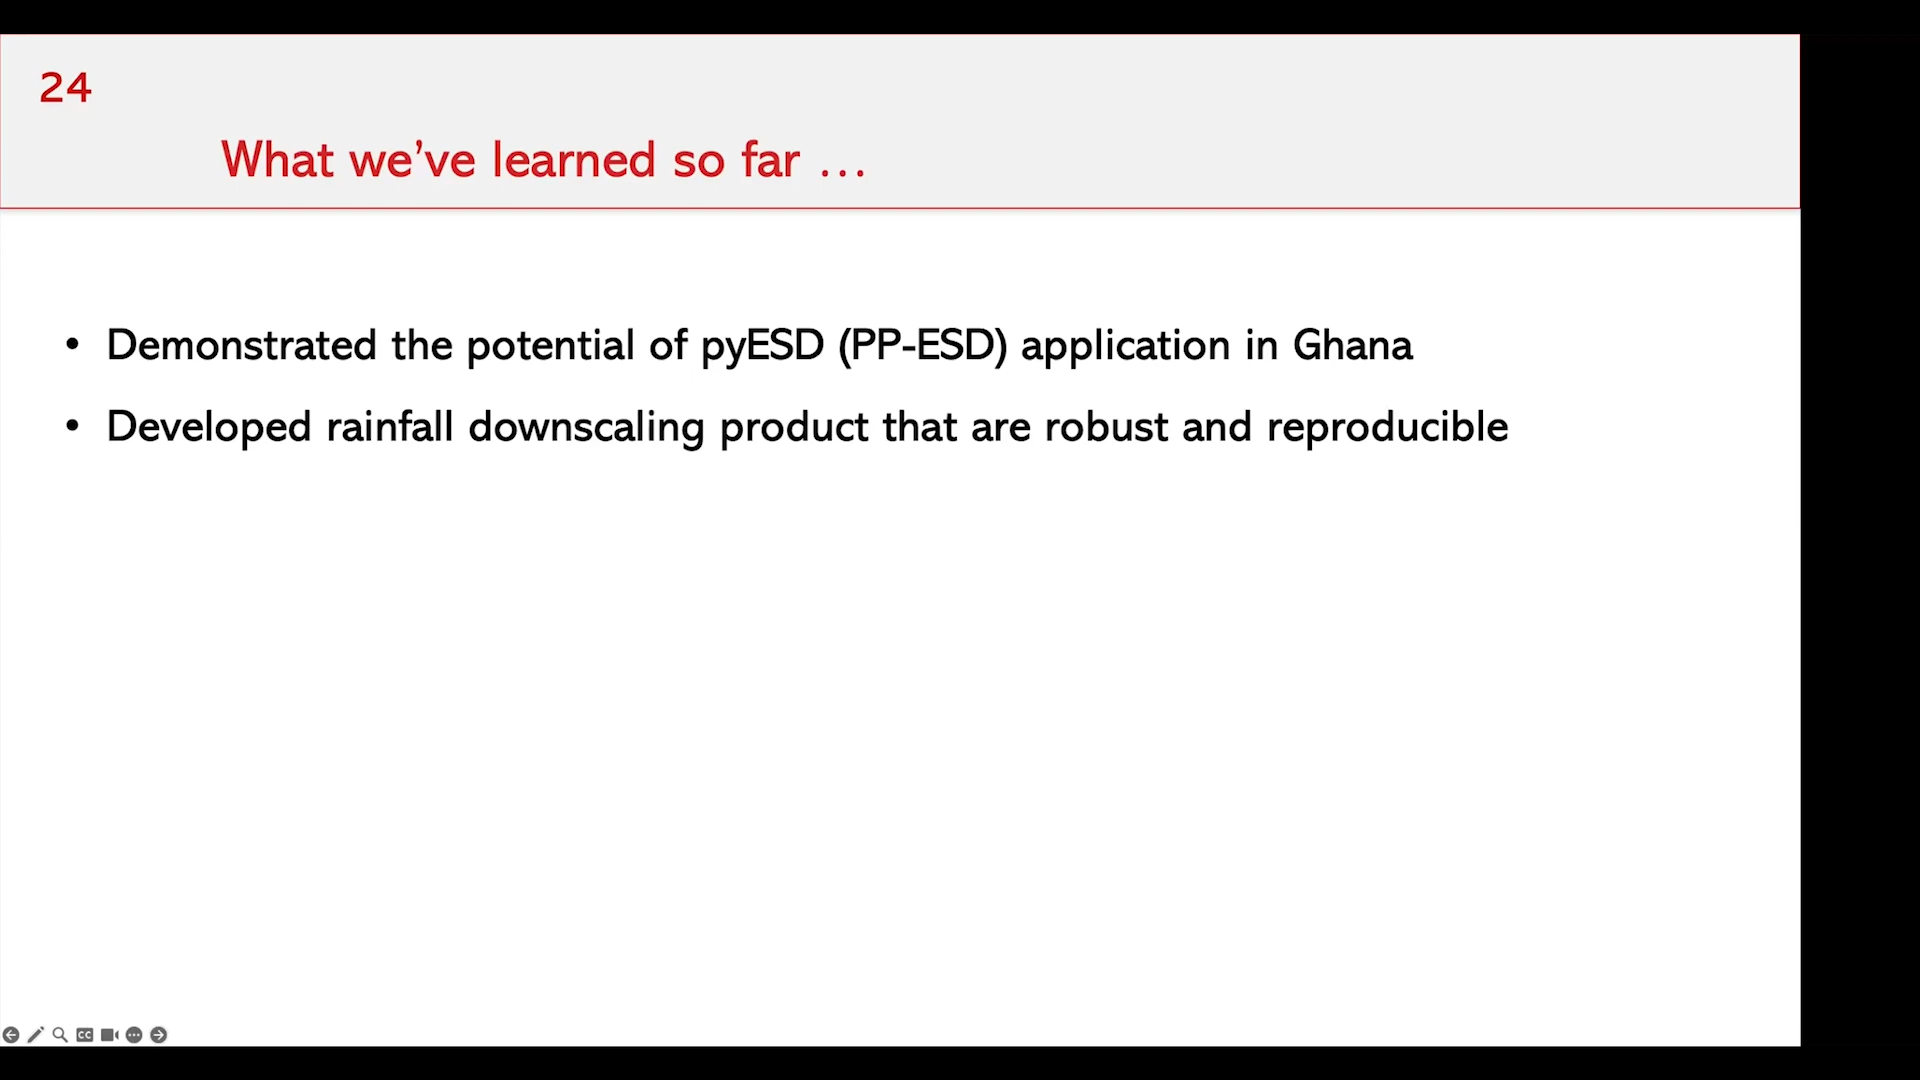 24
What we've learned so far ...
• Demonstrated the potential of pyESD (PP-ESD) application in Ghana
• Developed rainfall downscaling product that are robust and reproducible
CC